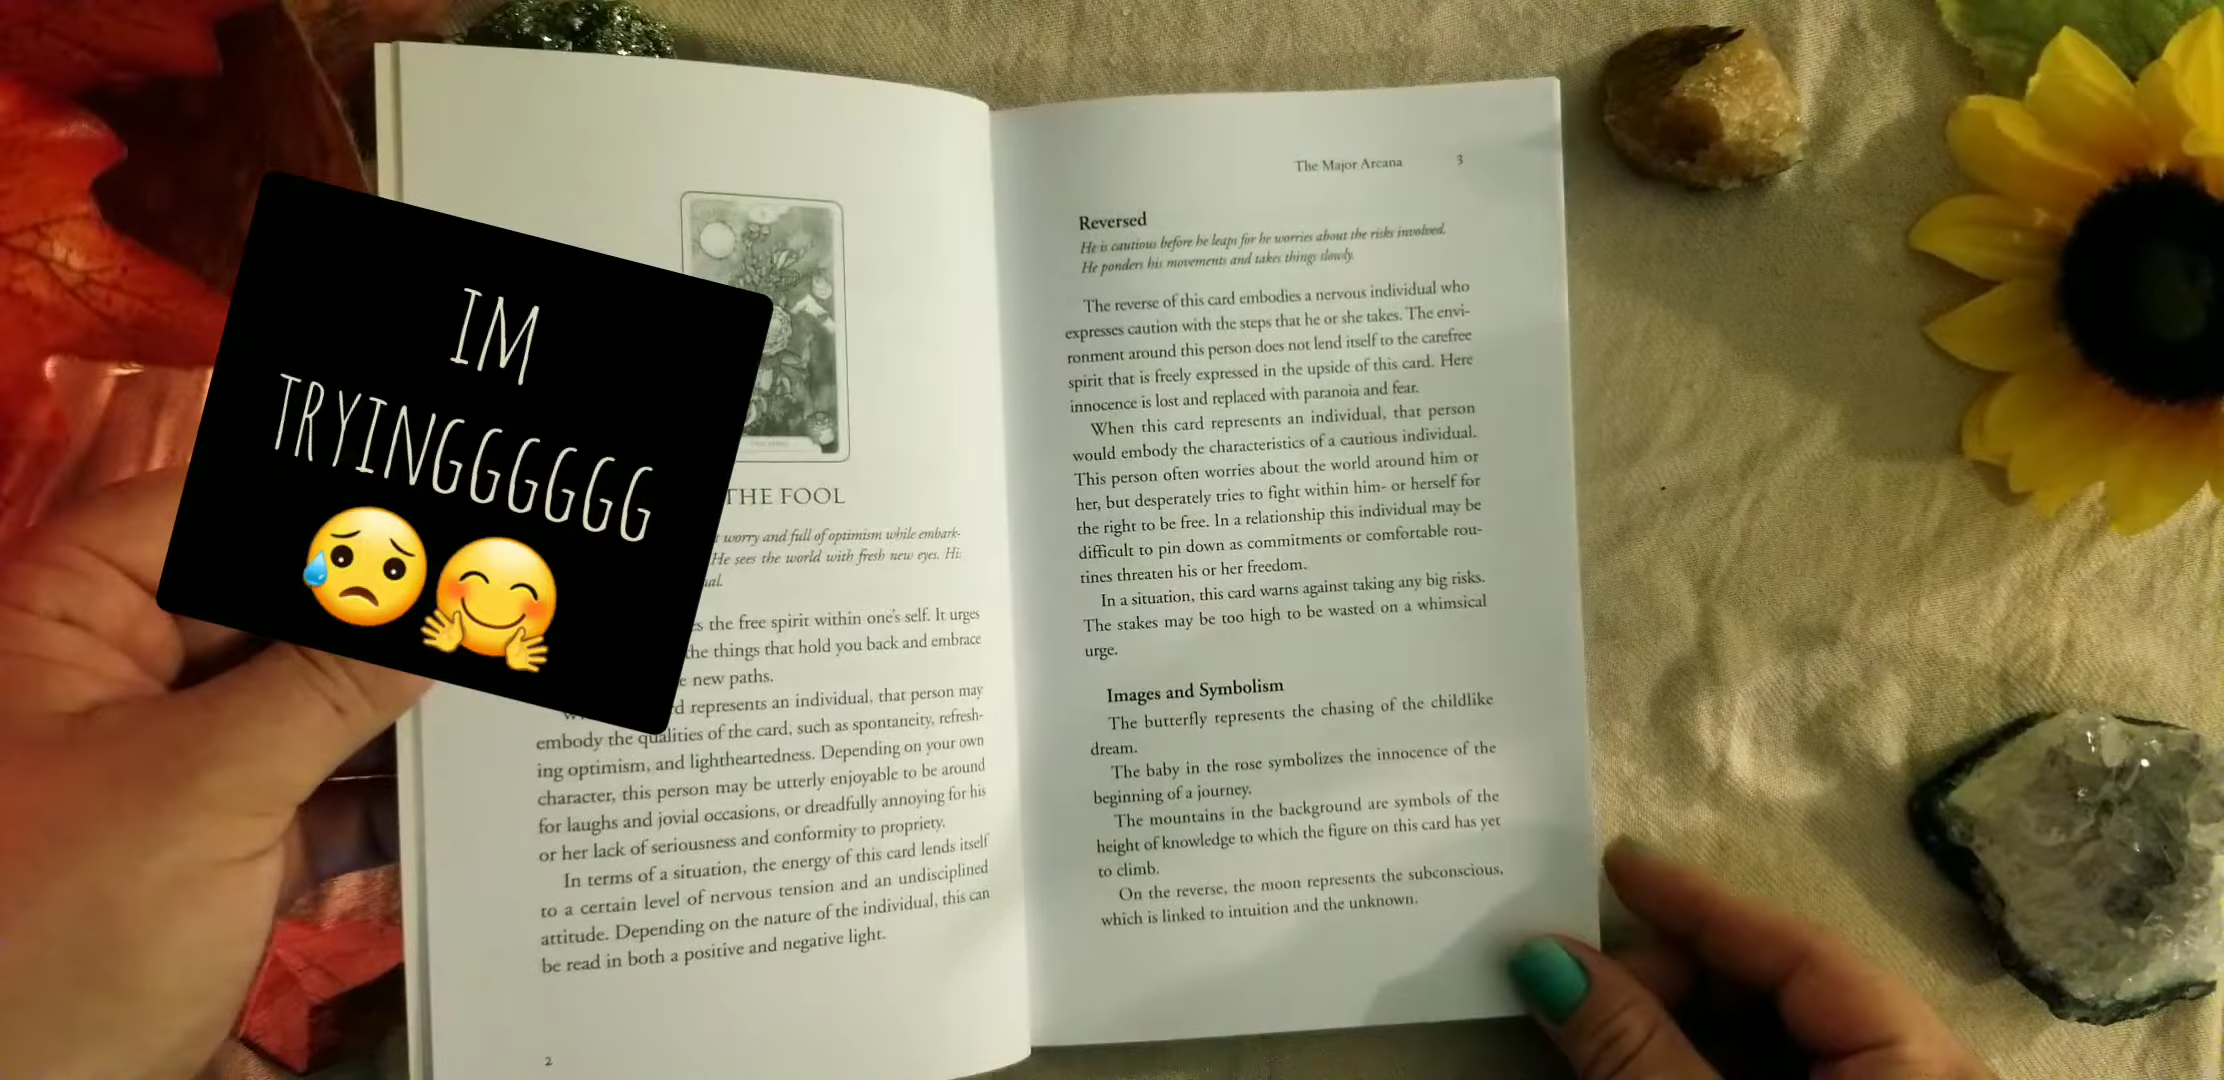 IM
TRYINGGGGGG
THE FOOL
worry and full of optimism while embark-
He sees the world with fresh new eyes.
the free spirit within one's self. It urges
the things that hold you back and embrace
new paths.
represents an individual, that person may
embody the qualities of the card, such as spontaneity, refresh-
ing optimism, and lightheartedness. Depending on your own
character, this person may be utterly enjoyable to be around
for laughs and jovial occasions, or dreadfully annoying for his
or her lack of seriousness and conformity to propriety.
In terms of a situation, the energy of this card lends itself
to a certain level of nervous tension and an undisciplined
attitude. Depending on the nature of the individual, this can
be read in both a positive and negative light.
2
The Major Arcana 3
Reversed
He is cautious before he leaps for he worries about the risks involved.
He ponders his movements and takes things slowly.
The reverse of this card embodies a nervous individual who
expresses caution with the steps that he or she takes. The envi-
ronment around this person does not lend itself to the carefree
spirit that is freely expressed in the upside of this card. Here
innocence is lost and replaced with paranoia and fear.
When this card represents an individual, that person
would embody the characteristics of a cautious individual.
This person often worries about the world around him or
her, but desperately tries to fight within him- or herself for
the right to be free. In a relationship this individual may be
difficult to pin down as commitments or comfortable rou-
tines threaten his or her freedom.
In a situation, this card warns against taking any big risks.
The stakes may be too high to be wasted on a whimsical
urge.
Images and Symbolism
The butterfly represents the chasing of the childlike
dream.
The baby in the rose symbolizes the innocence of the
beginning of a journey.
The mountains in the background are symbols of the
height of knowledge to which the figure on this card has yet
to climb.
On the reverse, the moon represents the subconscious,
which is linked to intuition and the unknown.